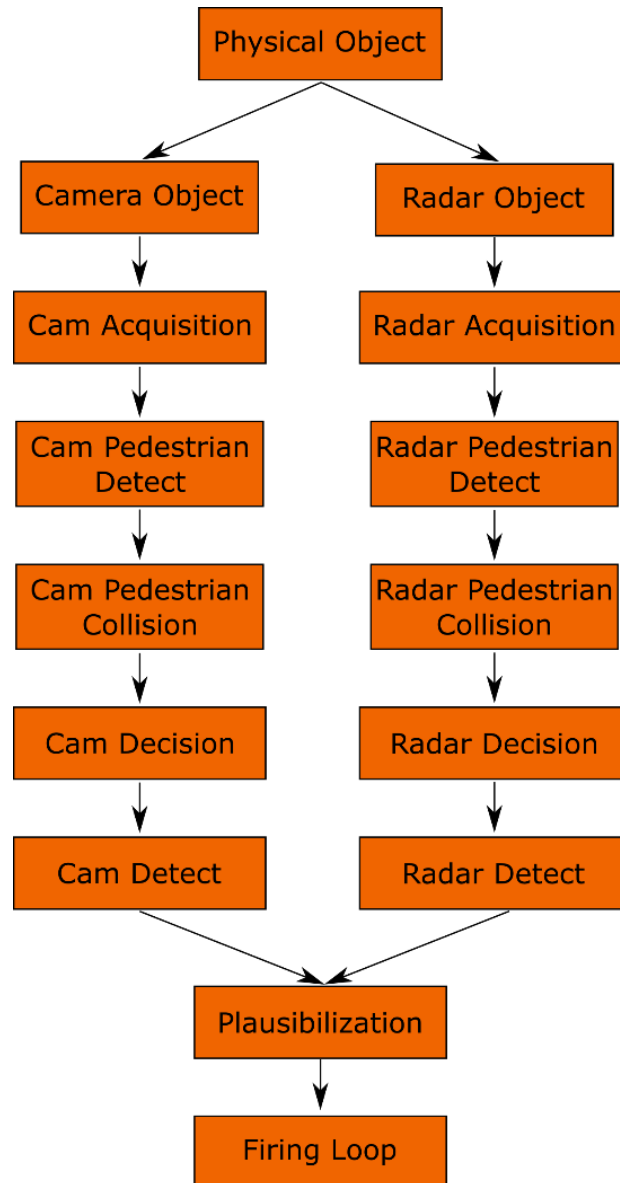 Physical Object
Camera Object
Radar Object
Cam Acquisition
Radar Acquisition
Cam Pedestrian
Detect
Radar Pedestrian
Detect
Cam Pedestrian
Collision
Radar Pedestrian
Collision
Cam Decision
Radar Decision
Cam Detect
Radar Detect
Plausibilization
Firing Loop